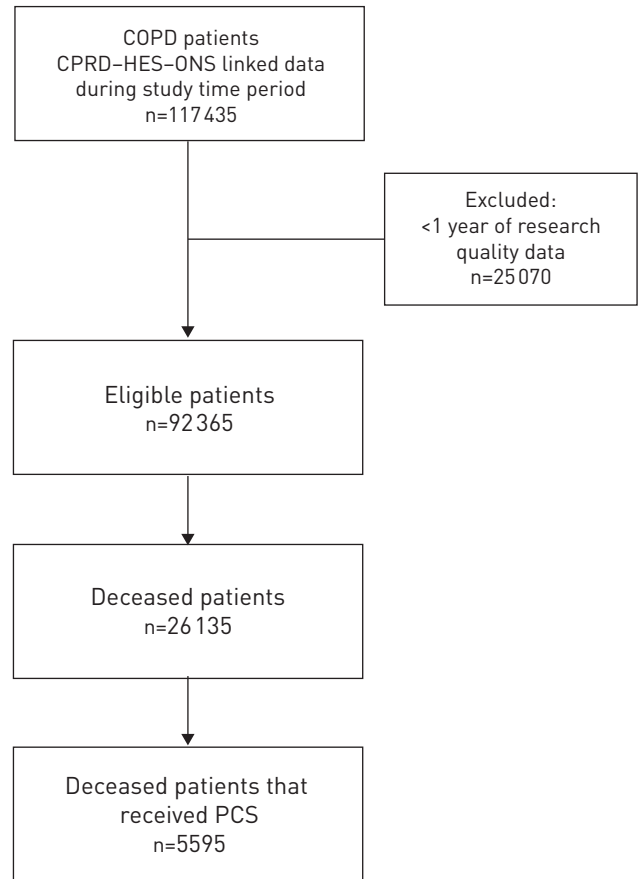 COPD patients
CPRD–HES–ONS linked data
during study time period
n=117435
Excluded:
<1 year of research
quality data
n=25070
Eligible patients
n=92365
Deceased patients
n=26135
Deceased patients that
received PCS
n=5595